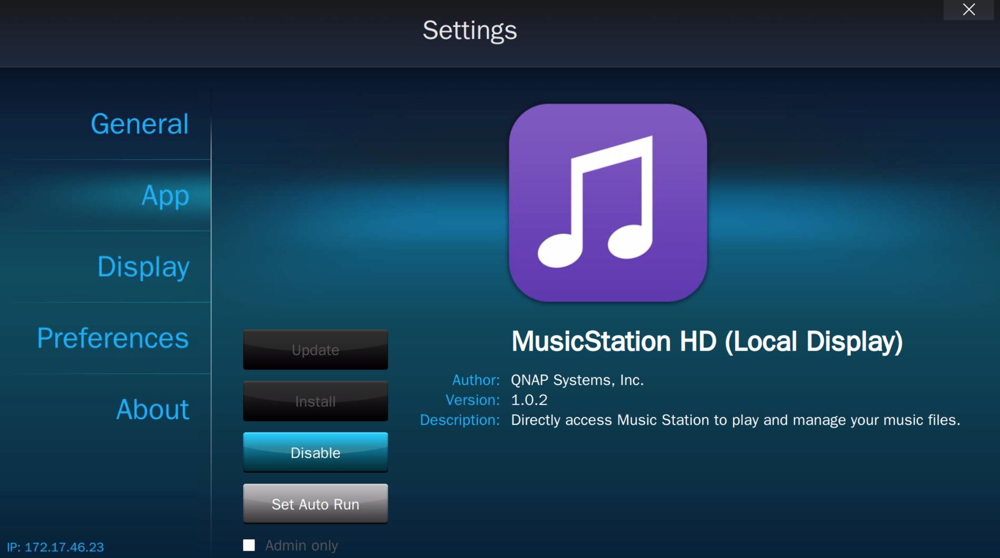 Settings
General
App
Display
Preferences
About
IP: 172.17.46.23
Update
Install
Disable
Set Auto Run
Admin only
MusicStation HD (Local Display)
Author: QNAP Systems, Inc.
Version: 1.0.2
Description: Directly access Music Station to play and manage your music files.